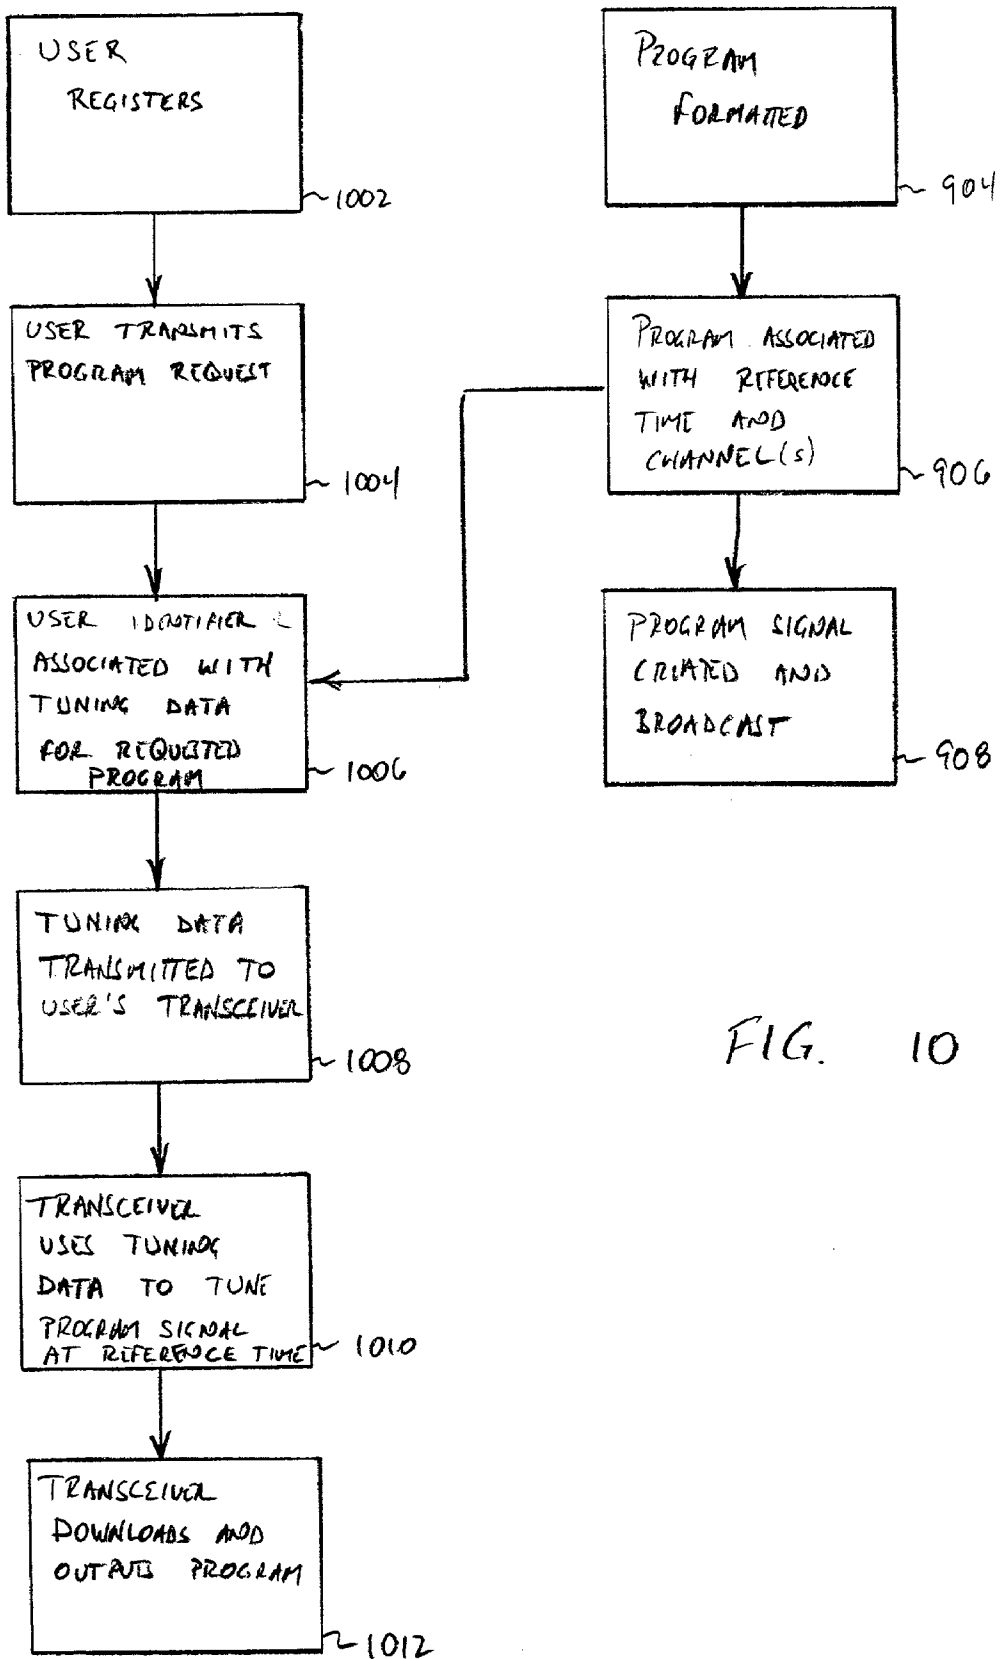 USER
REGISTERS
1002
USER TRANSMITS
PROGRAM REQUEST
1004
USER IDENTIFIER
ASSOCIATED WITH
TUNING DATA
FOR REQUESTED
PROGRAM
1006
TUNING DATA
TRANSMITTED TO
USER'S TRANSCEIVER
1008
TRANSCEIVER
USES TUNING
DATA TO TUNE
PROGRAM SIGNAL
AT REFERENCE TIME
1010
TRANSCEIVER
DOWNLOADS AND
OUTPUTS PROGRAM
1012
PROGRAM
FORMATTED
904
PROGRAM ASSOCIATED
WITH REFERENCE
TIME AND
CHANNEL(s)
906
PROGRAM SIGNAL
CREATED AND
BROADCAST
908
FIG. 10